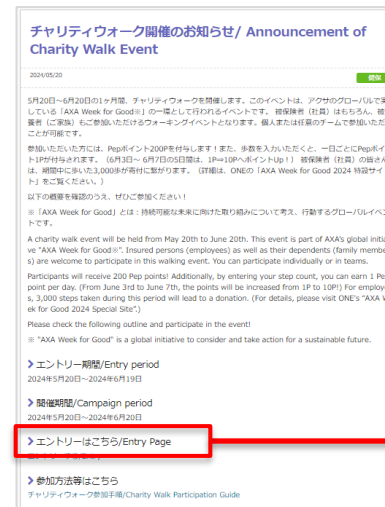 チャリティウォーク開催のお知らせ/ Announcement of
Charity Walk Event
2024/05/20
健保
5月20日～6月20日の1ヶ月間、チャリティウォークを開催します。このイベントは、アクサのグローバルで実
している「AXA Week for Good※」の一環として行われるイベントです。 被保険者（社員）はもちろん、被
養者（ご家族）もご参加いただけるウォーキングイベントとなります。個人または任意のチームで参加いただ
ことが可能です。
参加いただいた方には、Pepポイント200Pを付与します！また、歩数を入力いただくと、一日ごとにPepポイ
ト1Pが付与されます。（6月3日～ 6月7日の5日間は、1P⇒10PへポイントUp！） 被保険者（社員）の皆さん
は、期間中に歩いた3,000歩が寄付に繋がります。（詳細は、ONEの「AXA Week for Good 2024 特設サイ
ト」をご覧ください。）
以下の概要を確認のうえ、ぜひご参加ください！
※「AXA Week for Good」とは：持続可能な未来に向けた取り組みについて考え、行動するグローバルイベン
トです。
A charity walk event will be held from May 20th to June 20th. This event is part of AXA's global initia
ve "AXA Week for Good※". Insured persons (employees) as well as their dependents (family membe
s) are welcome to participate in this walking event. You can participate individually or in teams.
Participants will receive 200 Pep points! Additionally, by entering your step count, you can earn 1 Pe
point per day. (From June 3rd to June 7th, the points will be increased from 1P to 10P!) For employe
s, 3,000 steps taken during this period will lead to a donation. (For details, please visit ONE's "AXA W
ek for Good 2024 Special Site".)
Please check the following outline and participate in the event!
※ "AXA Week for Good" is a global initiative to consider and take action for a sustainable future.
エントリー期間/Entry period
2024年5月20日～2024年6月19日
開催期間/Campaign period
2024年5月20日～2024年6月20日
エントリーはこちら/Entry Page
参加方法等はこちら
チャリティウォーク参加手順/Charity Walk Participation Guide